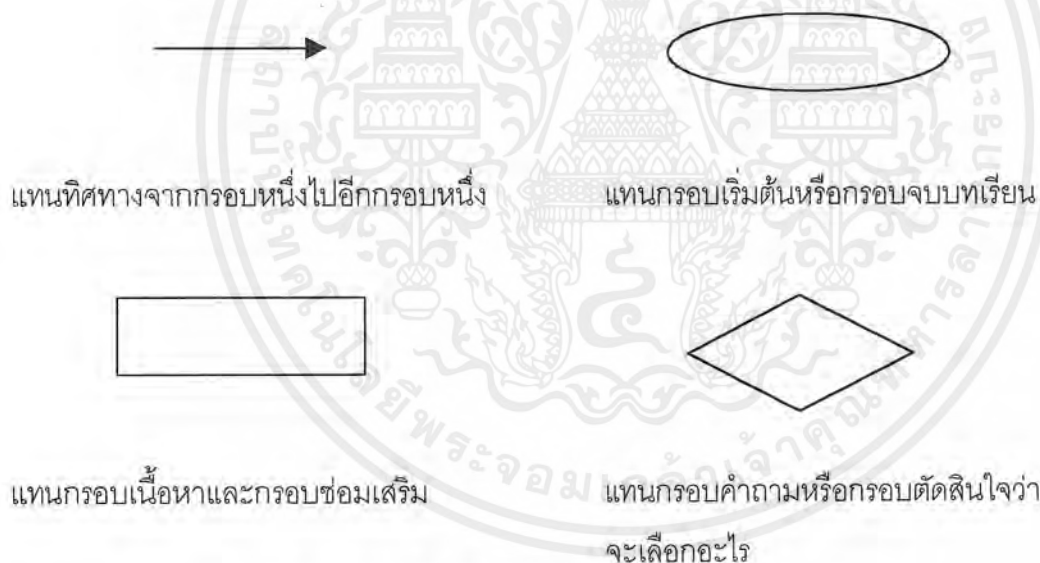 แทนทิศทางจากกรอบหนึ่งไปอีกกรอบหนึ่ง
แทนกรอบเริ่มต้นหรือกรอบจบบทเรียน
แทนกรอบเนื้อหาและกรอบซ่อมเสริม
แทนกรอบคำถามหรือกรอบตัดสินใจว่า
จะเลือกอะไร